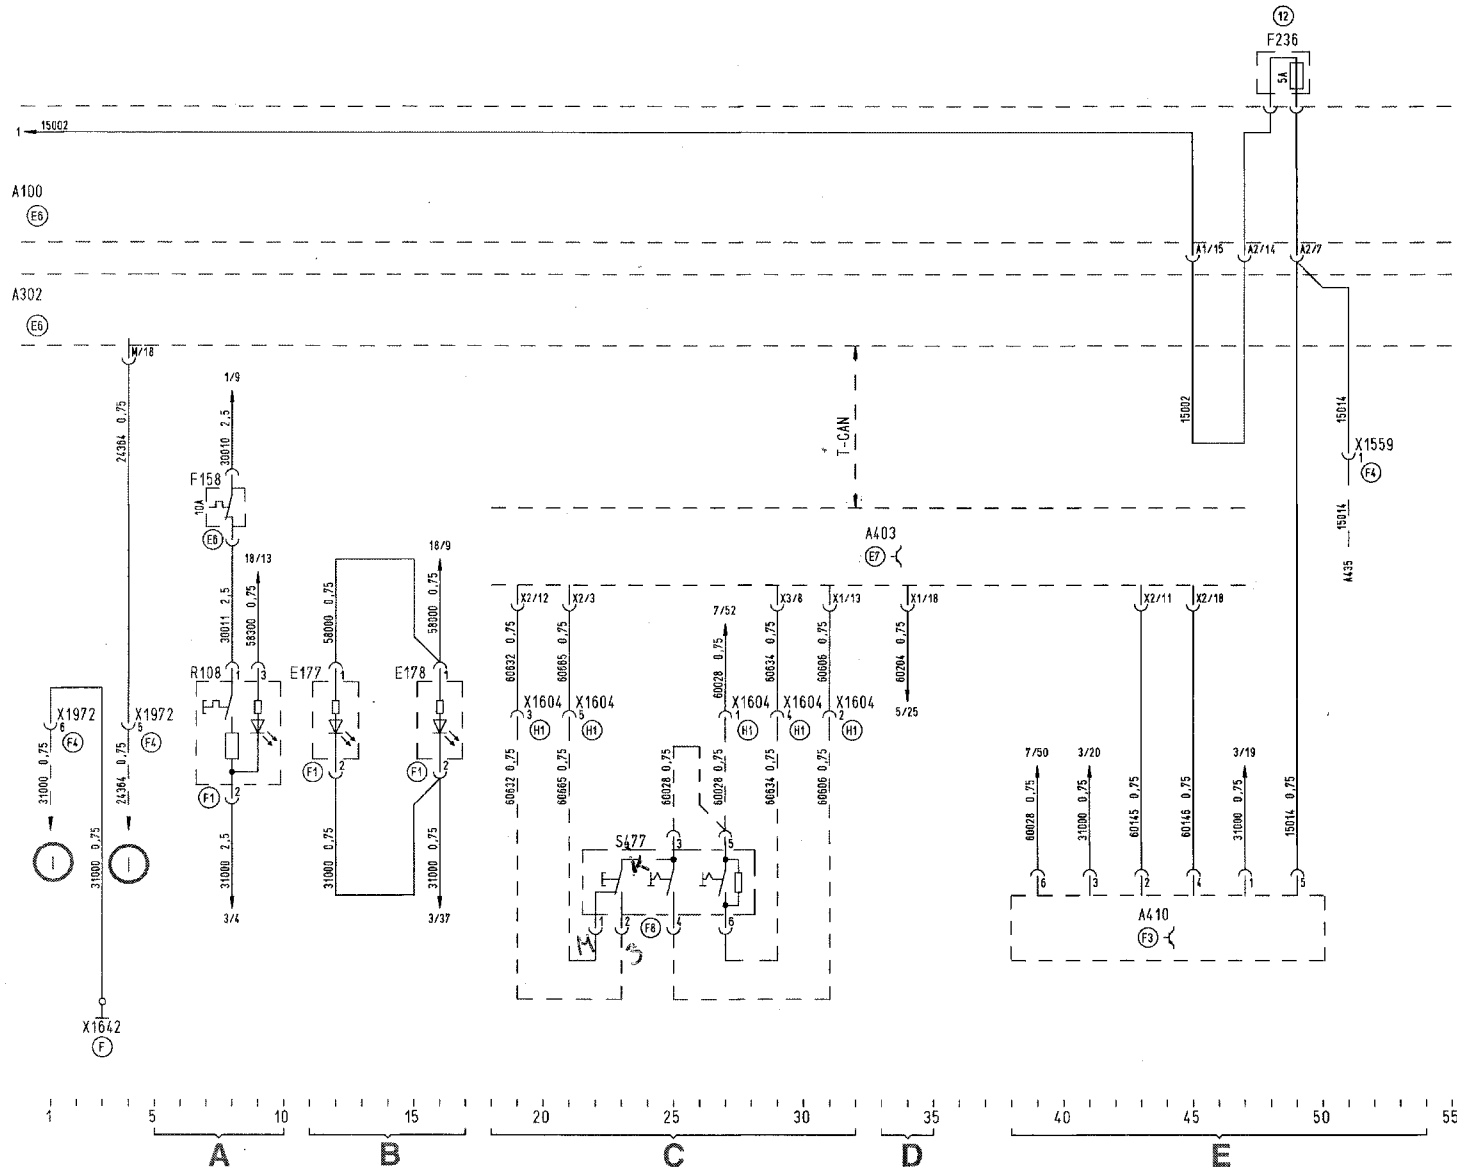 12
F236
5A
1 15002
A100
E6
A1/15 A2/14 A2/7
A302
E6
M/18
1/9
24364 0,75
30010 2,5
T-CAN
15002
15014
X1559
1
F4
F158
10A
E6
15014
A403
E7
18/13
18/9
A435
X2/12 X2/3 X3/8 X1/13 X1/18 X2/11 X2/18
7/52
30011 2,5
58300 0,75
58000 0,75
58000 0,75
60632 0,75
60665 0,75
60028 0,75
60634 0,75
60606 0,75
60204 0,75
R108 1 3 E177 1 E178 1
X1972
6
F4
X1972
5
F4
X1604
3
H1
X1604
5
H1
X1604
1
H1
X1604
4
H1
X1604
2
H1
5/25
31000 0,75
24364 0,75
31000 0,75
F1 2
F1 2
F1 2
60632 0,75
60665 0,75
60028 0,75
60028 0,75
60634 0,75
60606 0,75
7/50 3/20 3/19
60028 0,75
31000 0,75
60145 0,75
60146 0,75
31000 0,75
15014 0,75
31000 2,5
31000 0,75
31000 0,75
S477 3 5
6 3 2 4 1 5
3/4 3/37
1 2 F8 4 6
M 3
A410
F3
X1642
F
1 5 10 15 20 25 30 35 40 45 50 55
A B C D E